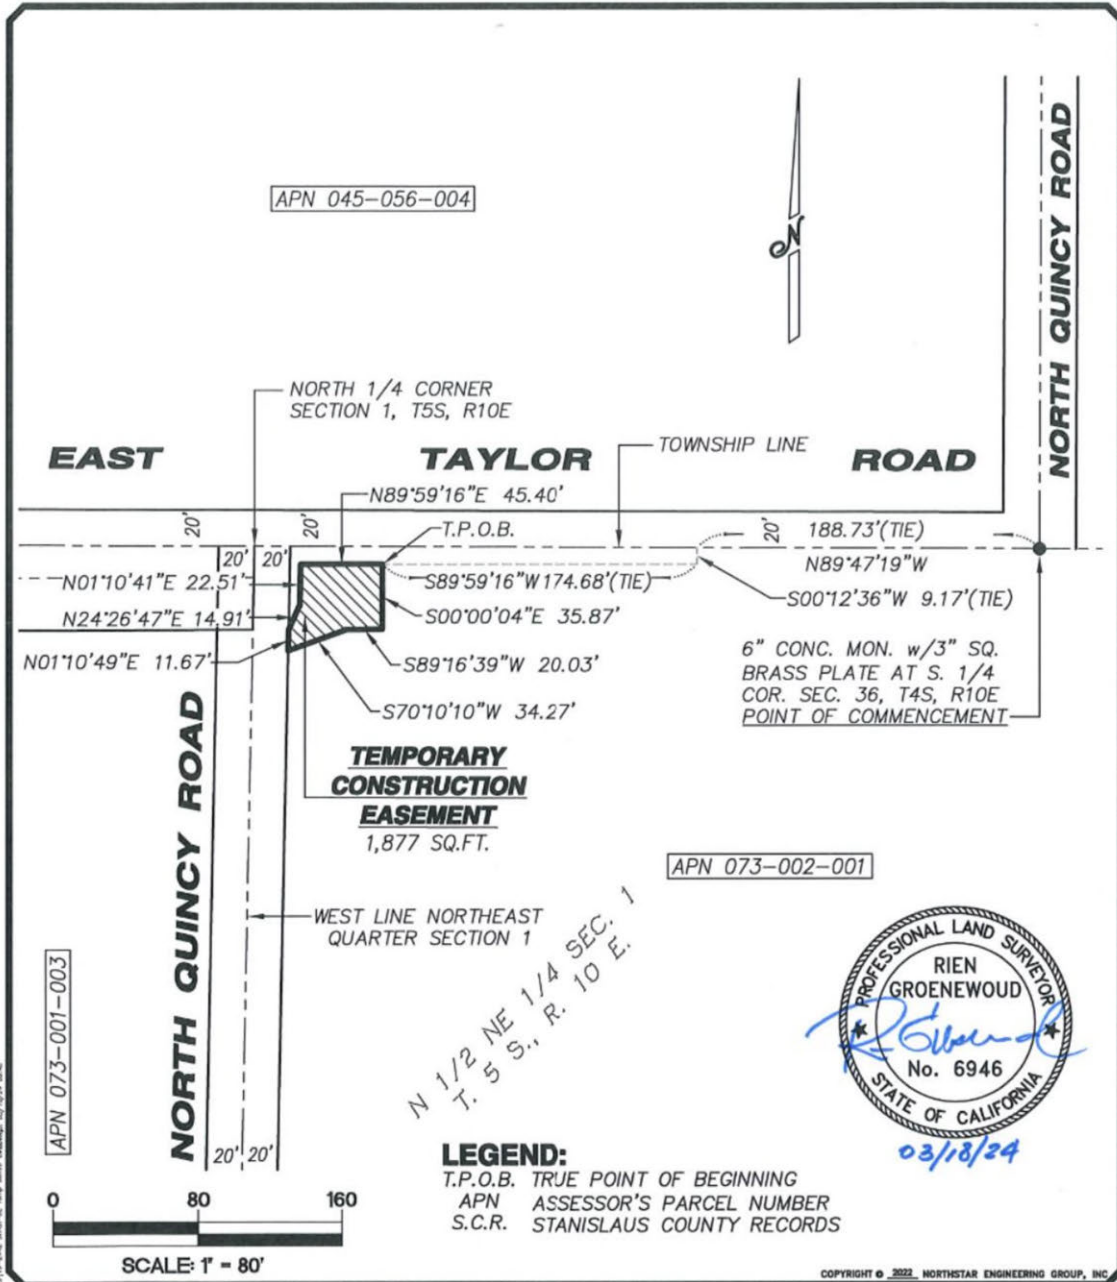 APN 045-056-004
N
NORTH QUINCY ROAD
NORTH 1/4 CORNER
SECTION 1, T5S, R10E
EAST TAYLOR ROAD
TOWNSHIP LINE
N89°59'16"E 45.40'
20'
20'
T.P.O.B.
20'
188.73'(TIE)
20' 20'
N89°47'19"W
N01°10'41"E 22.51'
S89°59'16"W 174.68'(TIE)
S00°12'36"W 9.17'(TIE)
N24°26'47"E 14.91'
S00°00'04"E 35.87'
N01°10'49"E 11.67'
S89°16'39"W 20.03'
6" CONC. MON. w/3" SQ.
BRASS PLATE AT S. 1/4
COR. SEC. 36, T4S, R10E
POINT OF COMMENCEMENT
S70°10'10"W 34.27'
TEMPORARY
CONSTRUCTION
EASEMENT
1,877 SQ.FT.
NORTH QUINCY ROAD
APN 073-002-001
WEST LINE NORTHEAST
QUARTER SECTION 1
N 1/2 NE 1/4 SEC. 1
T. 5 S., R. 10 E.
APN 073-001-003
20' 20'
PROFESSIONAL LAND SURVEYOR
RIEN
GROENEWOUD
No. 6946
STATE OF CALIFORNIA
03/18/24
LEGEND:
T.P.O.B. TRUE POINT OF BEGINNING
APN ASSESSOR'S PARCEL NUMBER
S.C.R. STANISLAUS COUNTY RECORDS
0 80 160
SCALE: 1" = 80'
COPYRIGHT © 2022 NORTHSTAR ENGINEERING GROUP, INC.